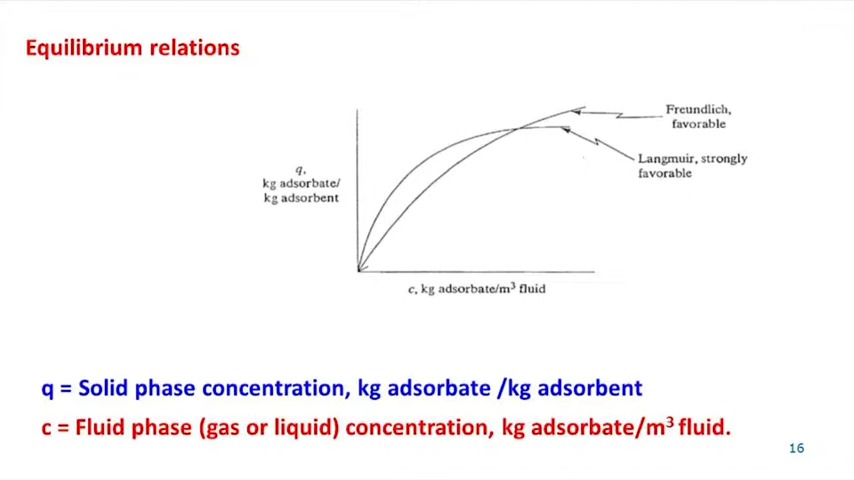 Equilibrium relations
Freundlich,
favorable
Langmuir, strongly
favorable
q,
kg adsorbate/
kg adsorbent
c, kg adsorbate/m³ fluid
q = Solid phase concentration, kg adsorbate /kg adsorbent
c = Fluid phase (gas or liquid) concentration, kg adsorbate/m³ fluid.
16